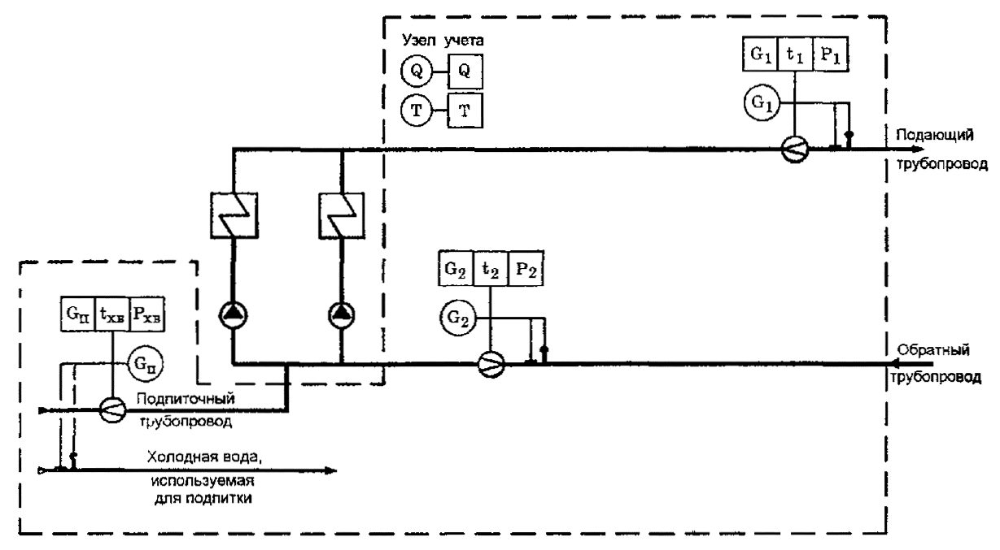 Узел учета
Q Q
T T
G1 t1 P1
G1
Подающий
трубопровод
G2 t2 P2
G2
Обратный
трубопровод
Gп tхв Pхв
Gп
Подпиточный
трубопровод
Холодная вода,
используемая
для подпитки